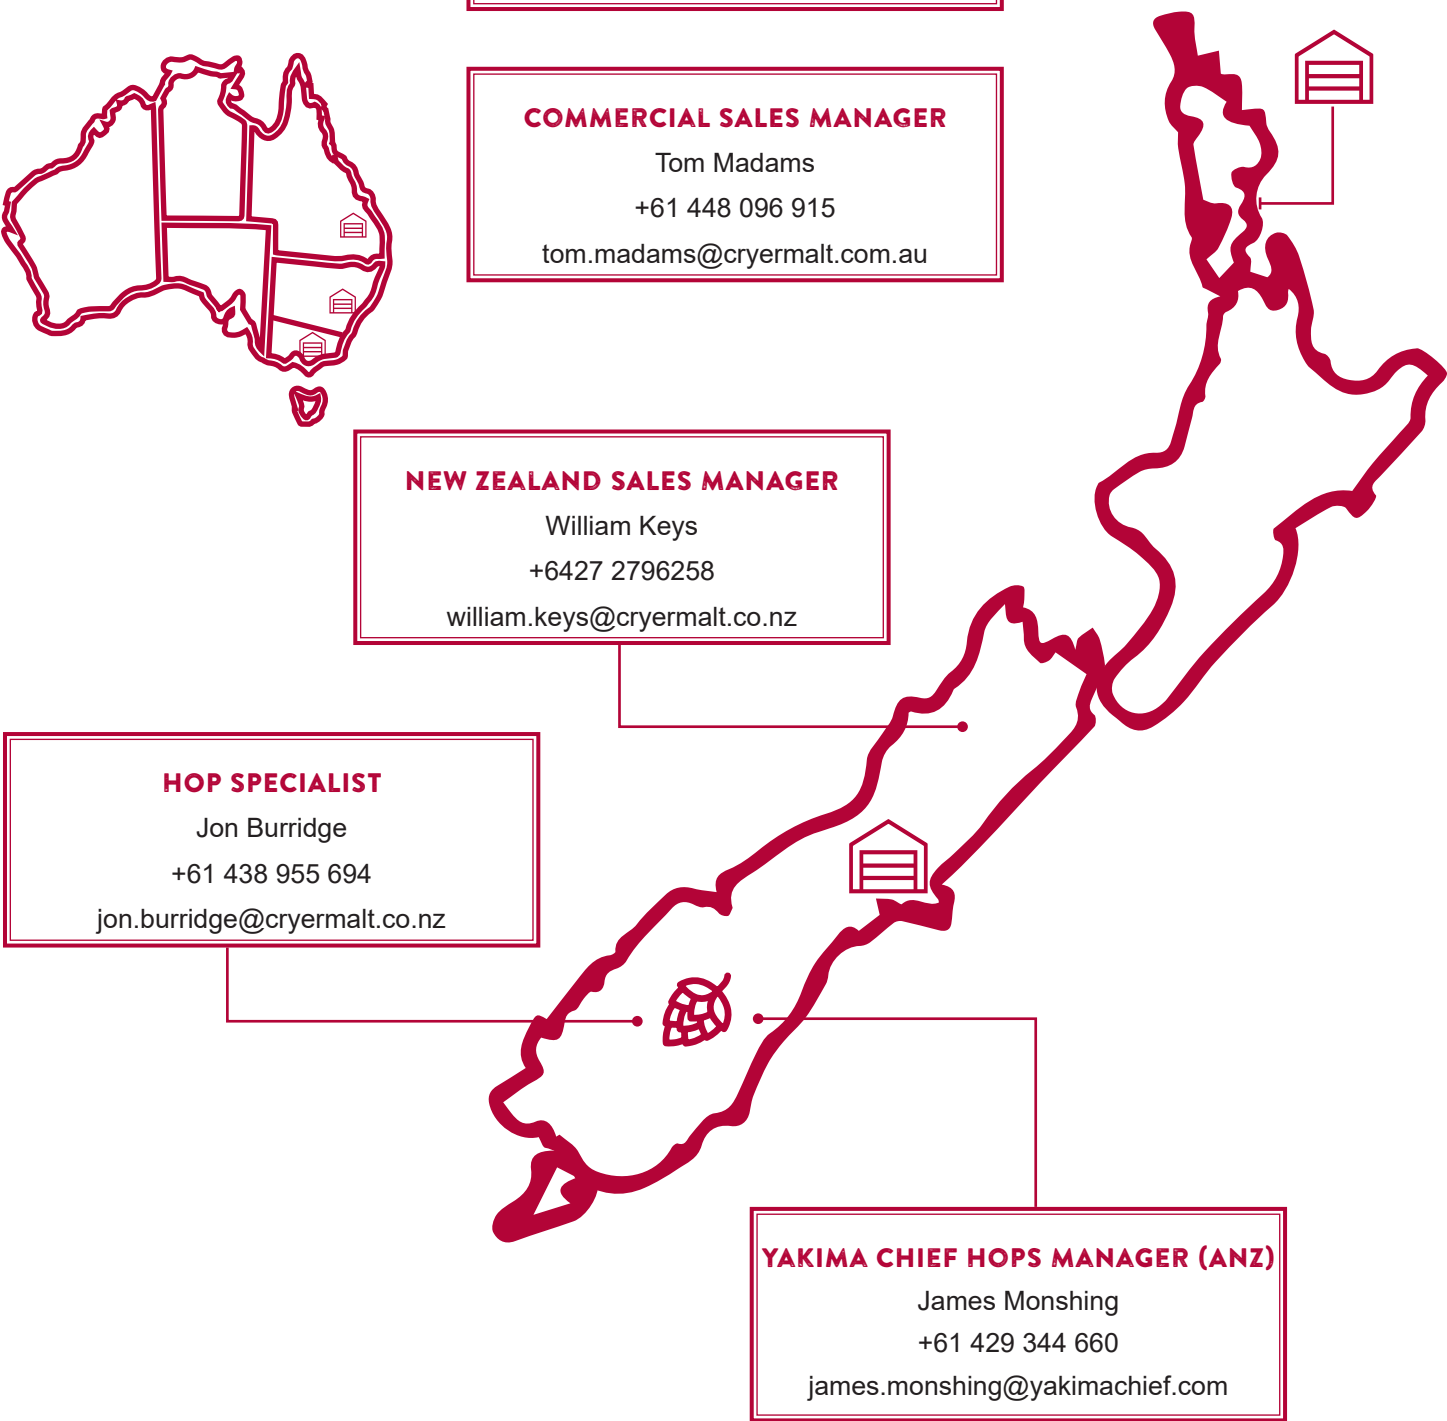 COMMERCIAL SALES MANAGER
Tom Madams
+61 448 096 915
tom.madams@cryermalt.com.au
NEW ZEALAND SALES MANAGER
William Keys
+6427 2796258
william.keys@cryermalt.co.nz
HOP SPECIALIST
Jon Burridge
+61 438 955 694
jon.burridge@cryermalt.co.nz
YAKIMA CHIEF HOPS MANAGER (ANZ)
James Monshing
+61 429 344 660
james.monshing@yakimachief.com